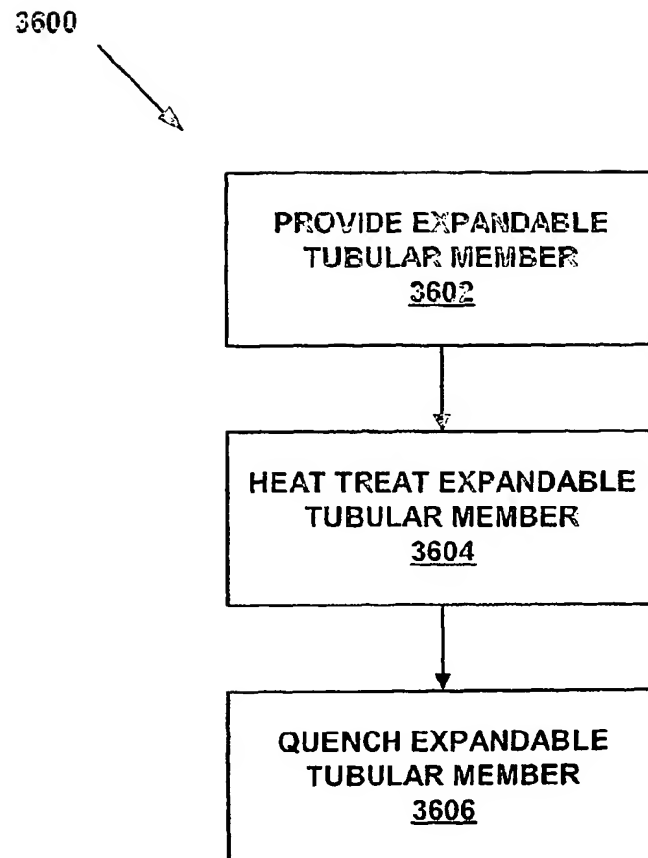 3600
PROVIDE EXPANDABLE
TUBULAR MEMBER
3602
HEAT TREAT EXPANDABLE
TUBULAR MEMBER
3604
QUENCH EXPANDABLE
TUBULAR MEMBER
3606